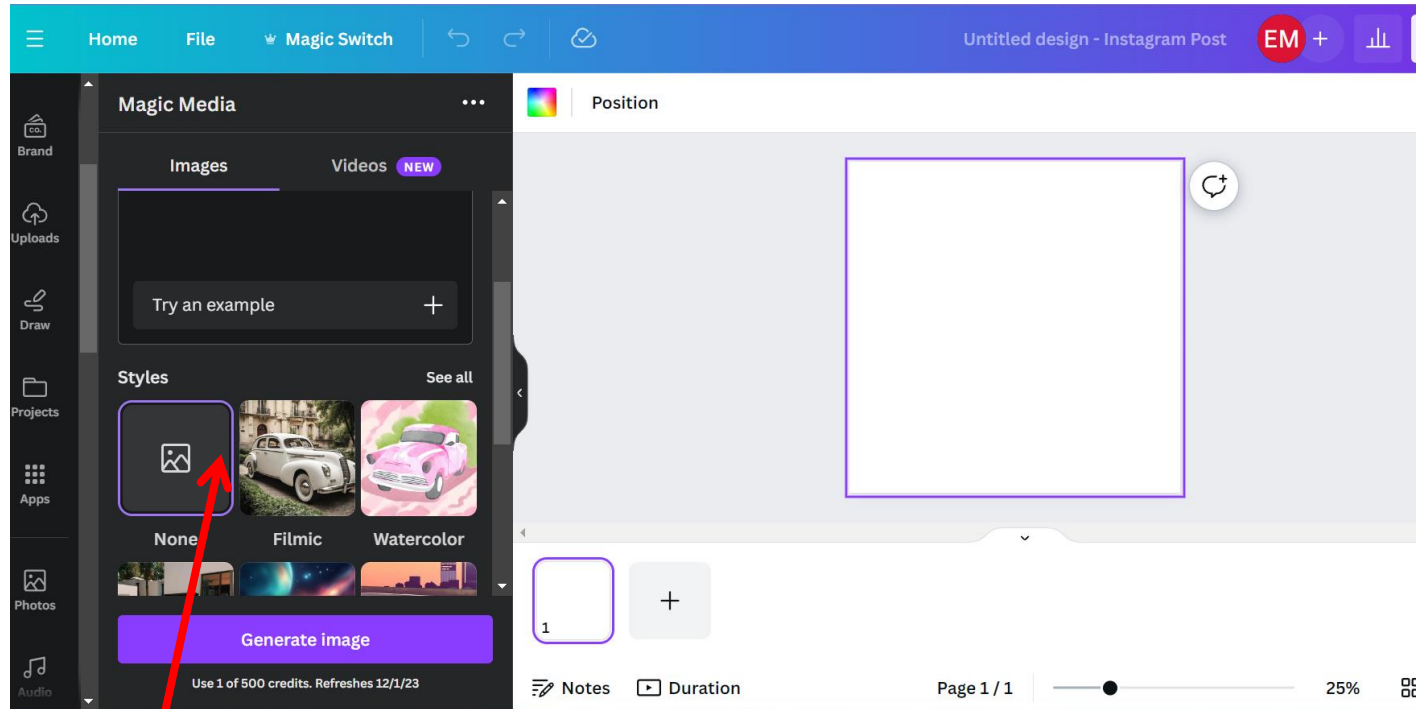 Home File Magic Switch Untitled design - Instagram Post EM +
Magic Media
Position
CO.
Brand
Images Videos NEW
Uploads
Try an example
Draw
Styles See all
Projects
Apps
None Filmic Watercolor
Photos
1
Generate image
Use 1 of 500 credits. Refreshes 12/1/23
Audio
Notes Duration Page 1 / 1 25%